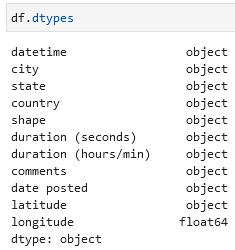 df.dtypes
datetime object
city object
state object
country object
shape object
duration (seconds) object
duration (hours/min) object
comments object
date posted object
latitude object
longitude float64
dtype: object